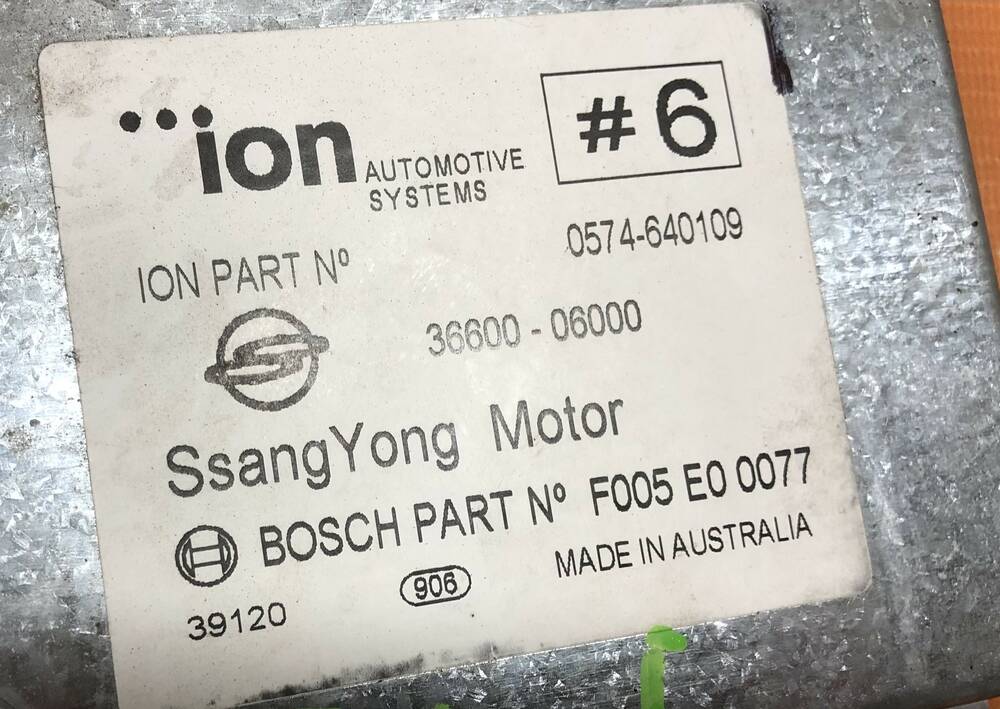 ion AUTOMOTIVE
SYSTEMS
#6
ION PART Nº
0574-640109
36600 - 06000
SsangYong Motor
BOSCH PART Nº F005 E0 0077
MADE IN AUSTRALIA
906
39120